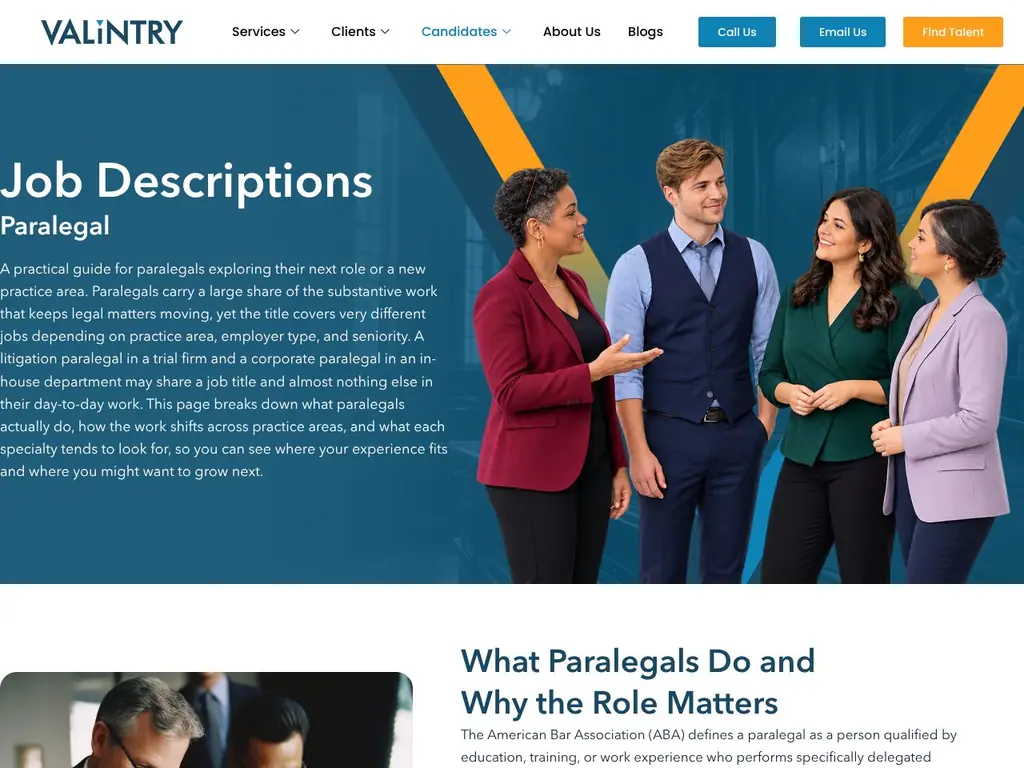 VALiNTRY
Services
Clients
Candidates
About Us
Blogs
Call Us
Email Us
Find Talent
Job Descriptions
Paralegal
A practical guide for paralegals exploring their next role or a new
practice area. Paralegals carry a large share of the substantive work
that keeps legal matters moving, yet the title covers very different
jobs depending on practice area, employer type, and seniority. A
litigation paralegal in a trial firm and a corporate paralegal in an in-
house department may share a job title and almost nothing else in
their day-to-day work. This page breaks down what paralegals
actually do, how the work shifts across practice areas, and what each
specialty tends to look for, so you can see where your experience fits
and where you might want to grow next.
What Paralegals Do and
Why the Role Matters
The American Bar Association (ABA) defines a paralegal as a person qualified by
education, training, or work experience who performs specifically delegated